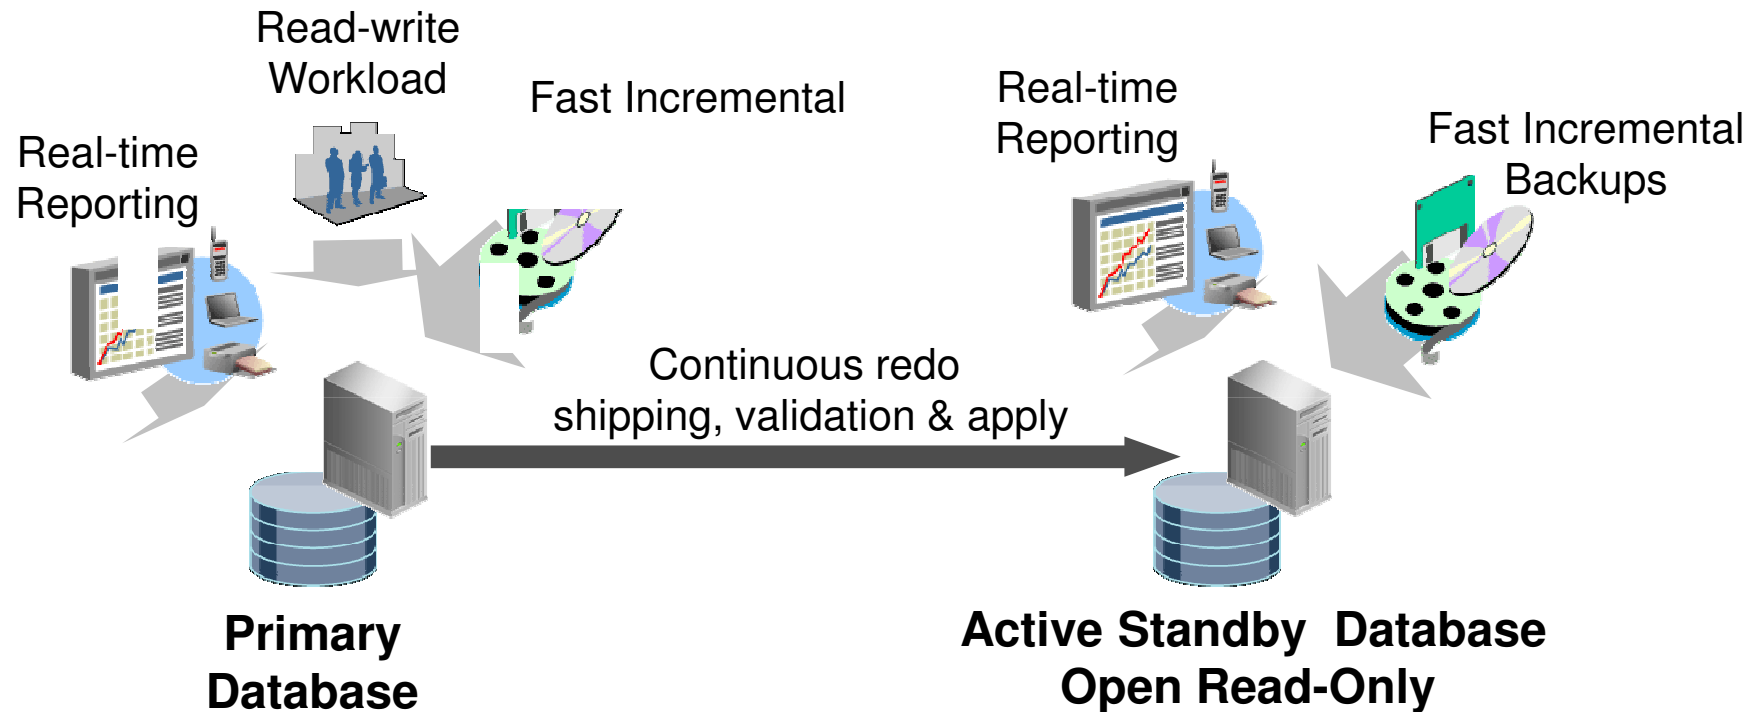 Read-write
Workload
Fast Incremental
Real-time
Reporting
Real-time
Reporting
Fast Incremental
Backups
Continuous redo
shipping, validation & apply
Primary
Database
Active Standby  Database
Open Read-Only